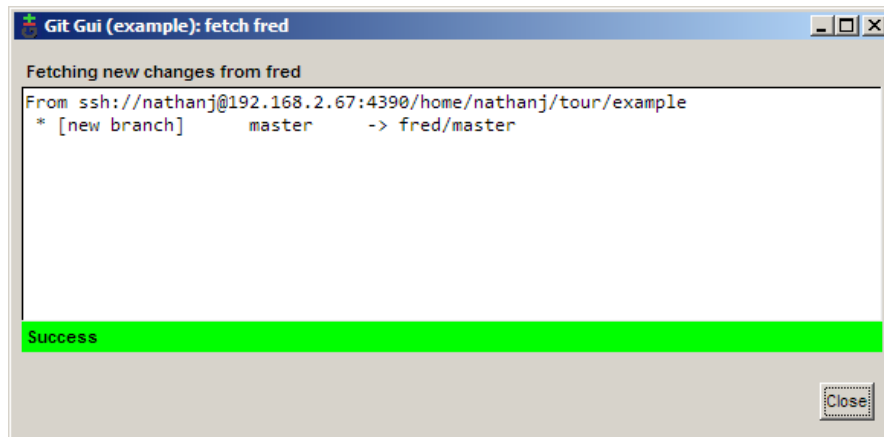 Git Gui (example): fetch fred
Fetching new changes from fred
From ssh://nathanj@192.168.2.67:4390/home/nathanj/tour/example
 * [new branch]      master     -> fred/master
Success
Close